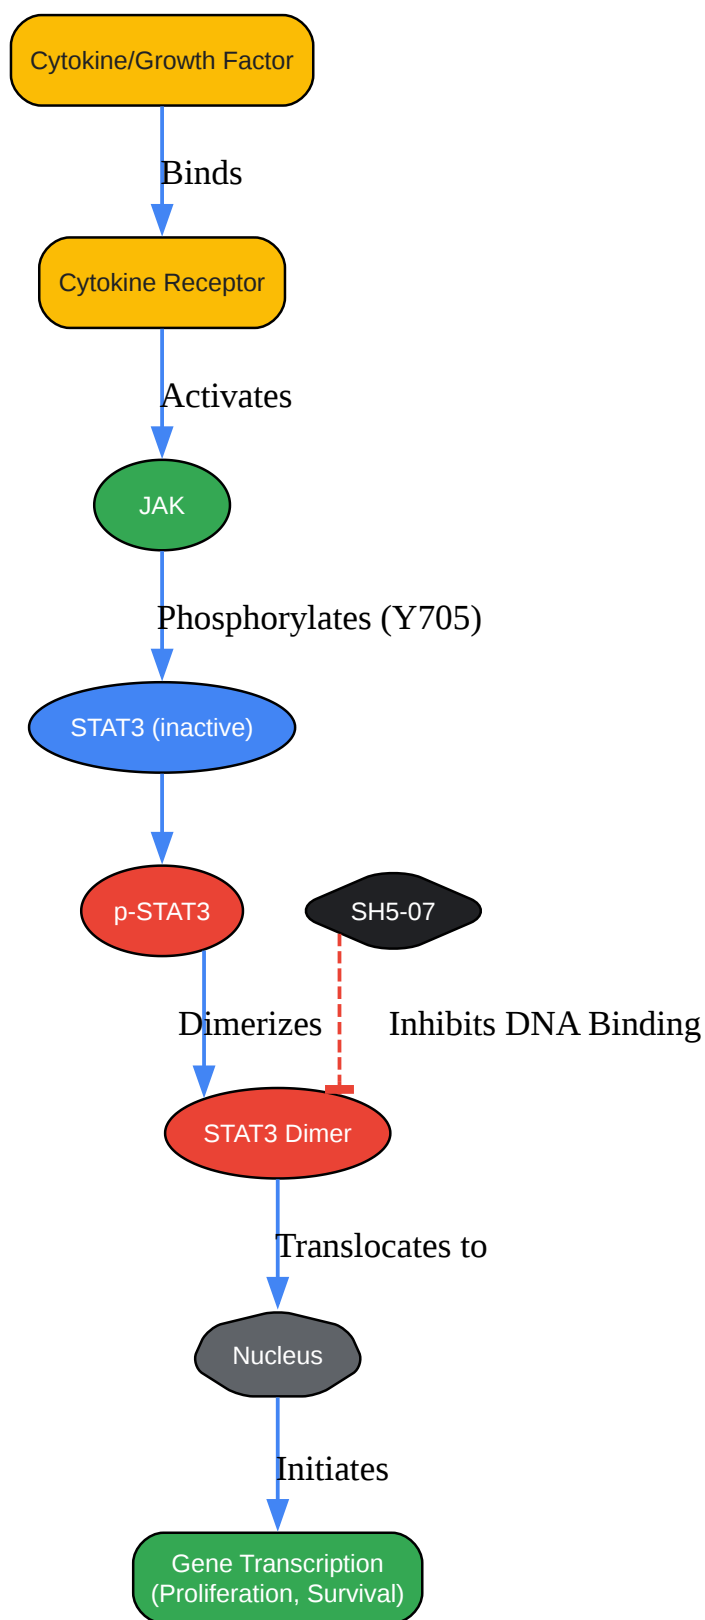 Cytokine/Growth Factor
Binds
Cytokine Receptor
Activates
JAK
Phosphorylates (Y705)
STAT3 (inactive)
p-STAT3
SH5-07
Dimerizes
Inhibits DNA Binding
STAT3 Dimer
Translocates to
Nucleus
Initiates
Gene Transcription
(Proliferation, Survival)